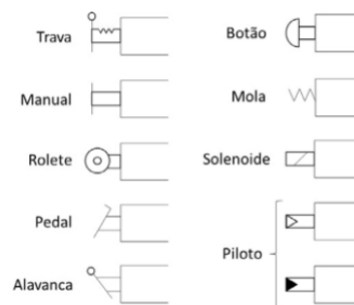 Trava
Manual
Rolete
Pedal
Alavanca
Botão
Mola
Solenoide
Piloto